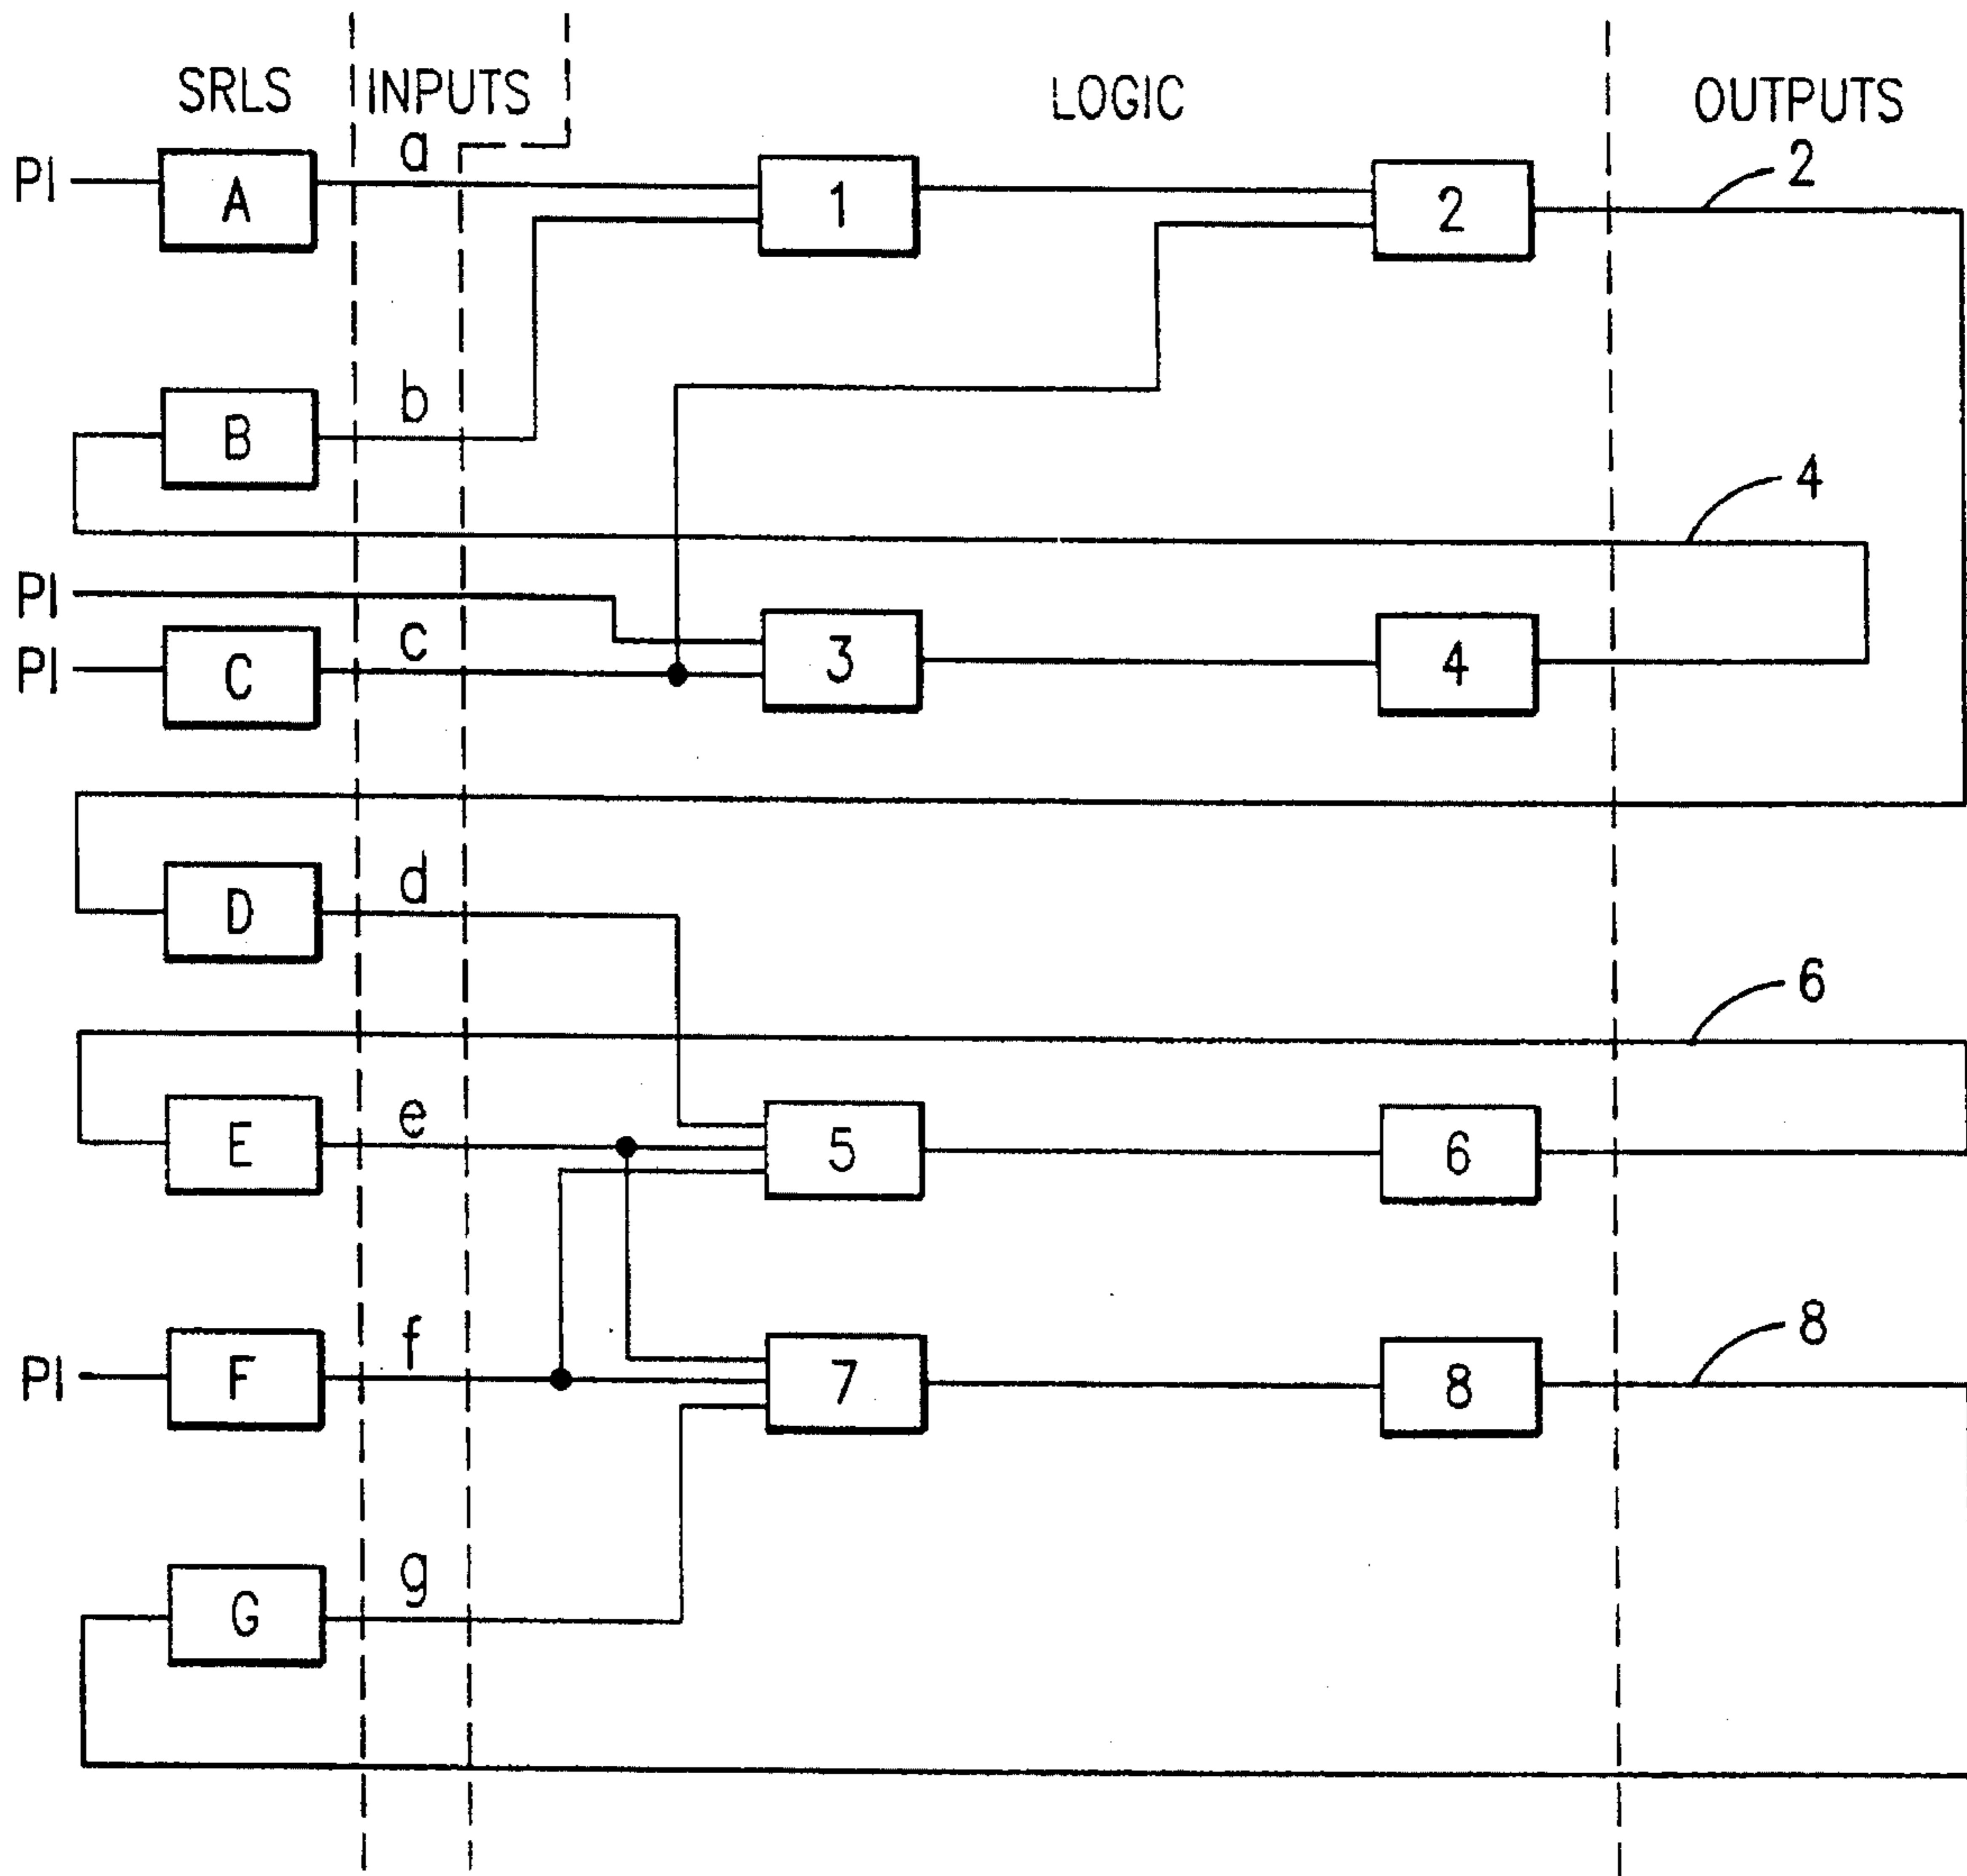 SRLS INPUTS LOGIC OUTPUTS
a 2
PI A 1 2
b
B
4
PI
c
PI C 3 4
d
D
6
e
E 5 6
f 8
PI F 7 8
g
G